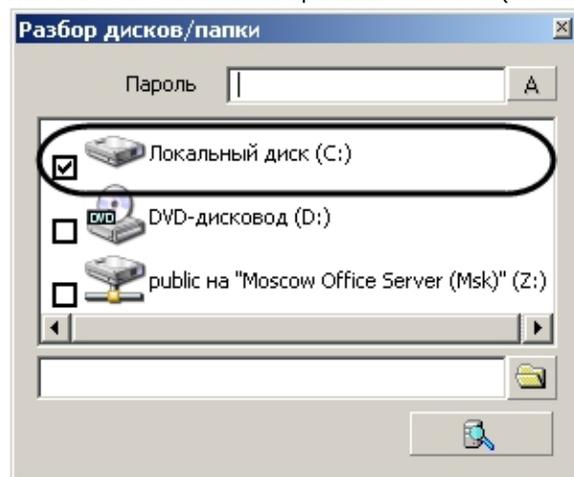 Разбор дисков/папки
Пароль A
Локальный диск (C:)
DVD DVD-дисковод (D:)
public на "Moscow Office Server (Msk)" (Z:)